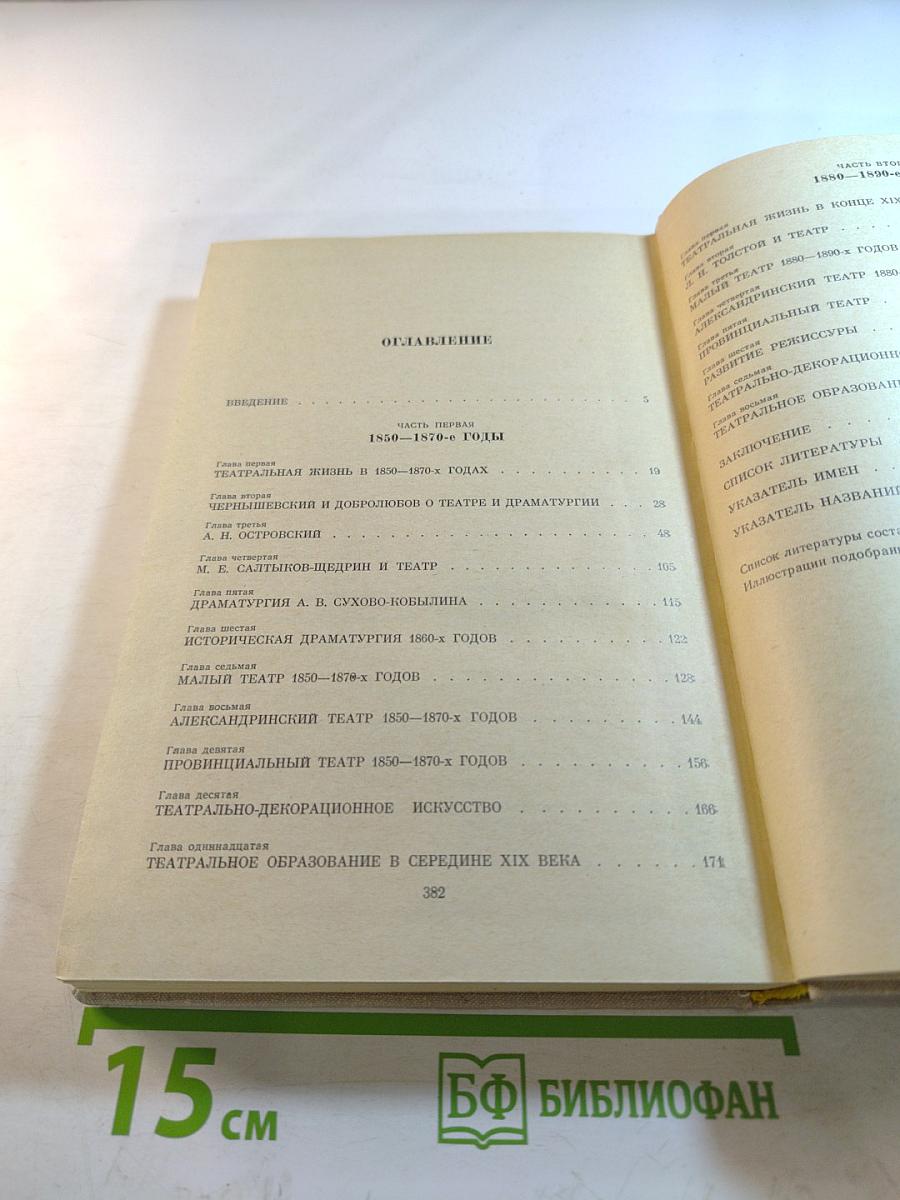 ОГЛАВЛЕНИЕ
ВВЕДЕНИЕ . . . . . . . . . . . . . . . . . . . . . . . . 5
ЧАСТЬ ПЕРВАЯ
1850—1870-е ГОДЫ
Глава первая
ТЕАТРАЛЬНАЯ ЖИЗНЬ В 1850—1870-х ГОДАХ . . . . . . . . . . 19
Глава вторая
ЧЕРНЫШЕВСКИЙ И ДОБРОЛЮБОВ О ТЕАТРЕ И ДРАМАТУРГИИ . . . 28
Глава третья
А. Н. ОСТРОВСКИЙ . . . . . . . . . . . . . . . . . . . . . . 48
Глава четвертая
М. Е. САЛТЫКОВ-ЩЕДРИН И ТЕАТР . . . . . . . . . . . . . . 105
Глава пятая
ДРАМАТУРГИЯ А. В. СУХОВО-КОБЫЛИНА . . . . . . . . . . . . 115
Глава шестая
ИСТОРИЧЕСКАЯ ДРАМАТУРГИЯ 1860-х ГОДОВ . . . . . . . . . . 122
Глава седьмая
МАЛЫЙ ТЕАТР 1850—1870-х ГОДОВ . . . . . . . . . . . . . . 128
Глава восьмая
АЛЕКСАНДРИНСКИЙ ТЕАТР 1850—1870-х ГОДОВ . . . . . . . . . 144
Глава девятая
ПРОВИНЦИАЛЬНЫЙ ТЕАТР 1850—1870-х ГОДОВ . . . . . . . . . . 156
Глава десятая
ТЕАТРАЛЬНО-ДЕКОРАЦИОННОЕ ИСКУССТВО . . . . . . . . . . 166
Глава одиннадцатая
ТЕАТРАЛЬНОЕ ОБРАЗОВАНИЕ В СЕРЕДИНЕ XIX ВЕКА . . . . . . 171
382
ЧАСТЬ ВТОР
1880—1890-е
Глава первая
ТЕАТРАЛЬНАЯ ЖИЗНЬ В КОНЦЕ XIX
Глава вторая
Л. Н. ТОЛСТОЙ И ТЕАТР . . . .
Глава третья
МАЛЫЙ ТЕАТР 1880—1890-х ГОДОВ
Глава четвертая
АЛЕКСАНДРИНСКИЙ ТЕАТР 1880-
Глава пятая
ПРОВИНЦИАЛЬНЫЙ ТЕАТР .
Глава шестая
РАЗВИТИЕ РЕЖИССУРЫ . .
Глава седьмая
ТЕАТРАЛЬНО-ДЕКОРАЦИОННО
Глава восьмая
ТЕАТРАЛЬНОЕ ОБРАЗОВАНИ
ЗАКЛЮЧЕНИЕ . . .
СПИСОК ЛИТЕРАТУРЫ
УКАЗАТЕЛЬ ИМЕН . .
УКАЗАТЕЛЬ НАЗВАНИЙ
Список литературы соста
Иллюстрации подобран
15 см
БФ БИБЛИОФАН